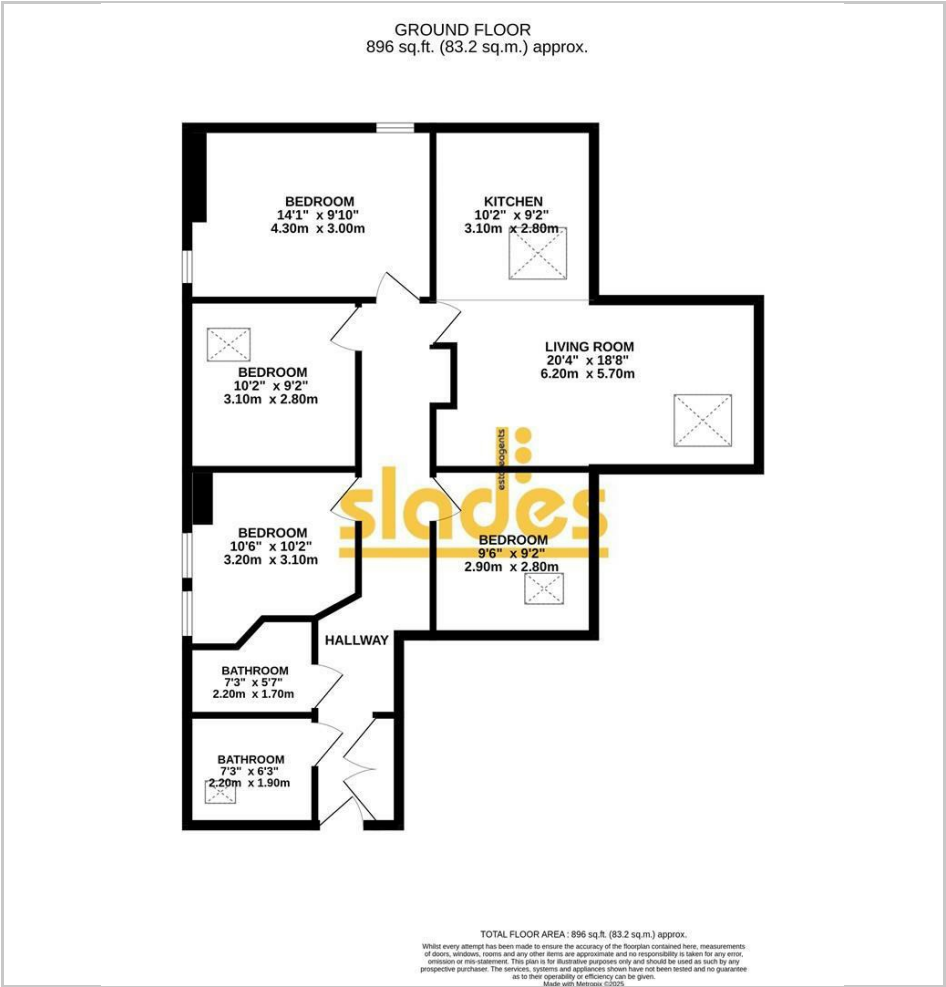 GROUND FLOOR
896 sq.ft. (83.2 sq.m.) approx.
BEDROOM
14'1" x 9'10"
4.30m x 3.00m
KITCHEN
10'2" x 9'2"
3.10m x 2.80m
LIVING ROOM
20'4" x 18'8"
6.20m x 5.70m
BEDROOM
10'2" x 9'2"
3.10m x 2.80m
estateagents
slades
BEDROOM
10'6" x 10'2"
3.20m x 3.10m
BEDROOM
9'6" x 9'2"
2.90m x 2.80m
HALLWAY
BATHROOM
7'3" x 5'7"
2.20m x 1.70m
BATHROOM
7'3" x 6'3"
2.20m x 1.90m
TOTAL FLOOR AREA : 896 sq.ft. (83.2 sq.m.) approx.
Whilst every attempt has been made to ensure the accuracy of the floorplan contained here, measurements
of doors, windows, rooms and any other items are approximate and no responsibility is taken for any error,
omission or mis-statement. This plan is for illustrative purposes only and should be used as such by any
prospective purchaser. The services, systems and appliances shown have not been tested and no guarantee
as to their operability or efficiency can be given.
Made with Metropix ©2025